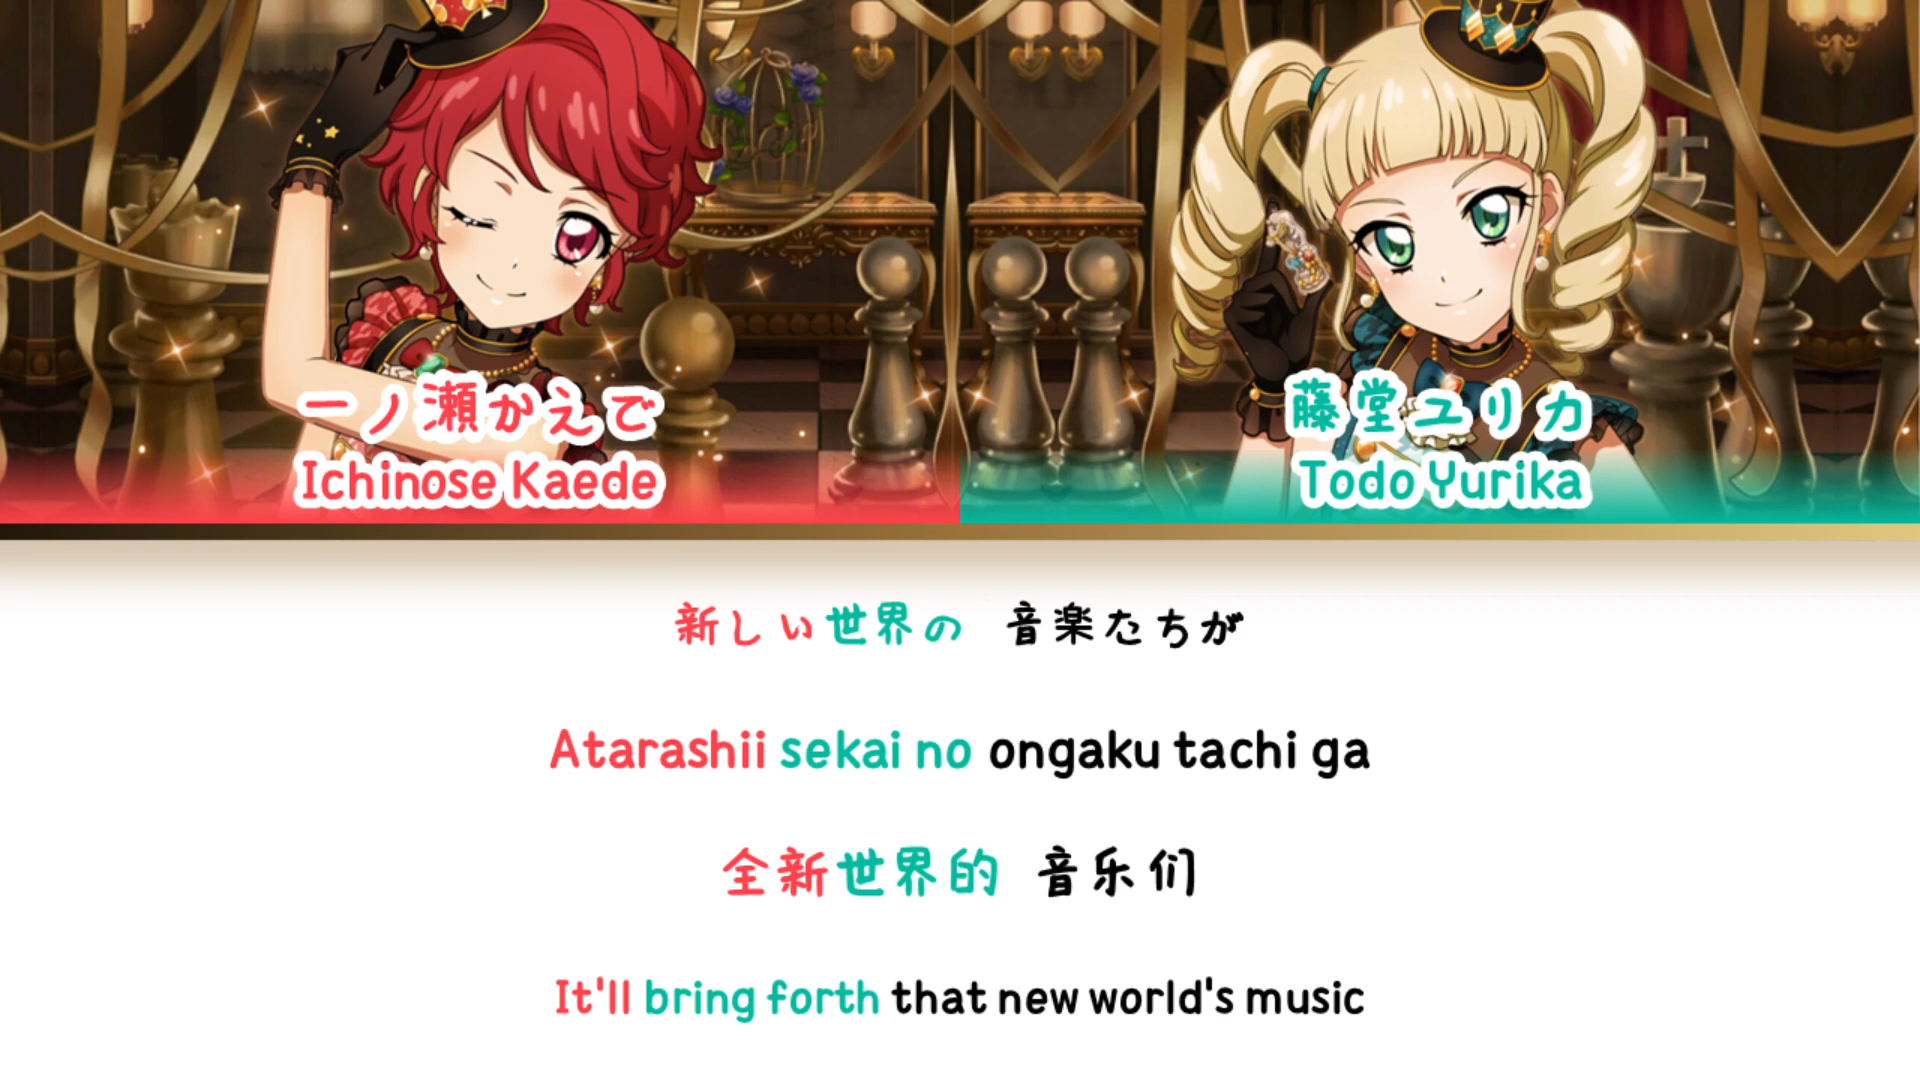 一ノ瀬かえで
Ichinose Kaede
藤堂ユリカ
Todo Yurika
新しい世界の 音楽たちが
Atarashii sekai no ongaku tachi ga
全新世界的 音乐们
It'll bring forth that new world's music